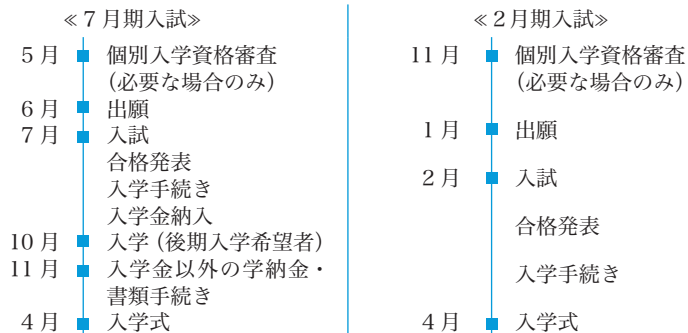 ≪7月期入試≫
5月 個別入学資格審査
(必要な場合のみ)
6月 出願
7月 入試
合格発表
入学手続き
入学金納入
10月 入学(後期入学希望者)
11月 入学金以外の学納金・
書類手続き
4月 入学式
≪2月期入試≫
11月 個別入学資格審査
(必要な場合のみ)
1月 出願
2月 入試
合格発表
入学手続き
4月 入学式